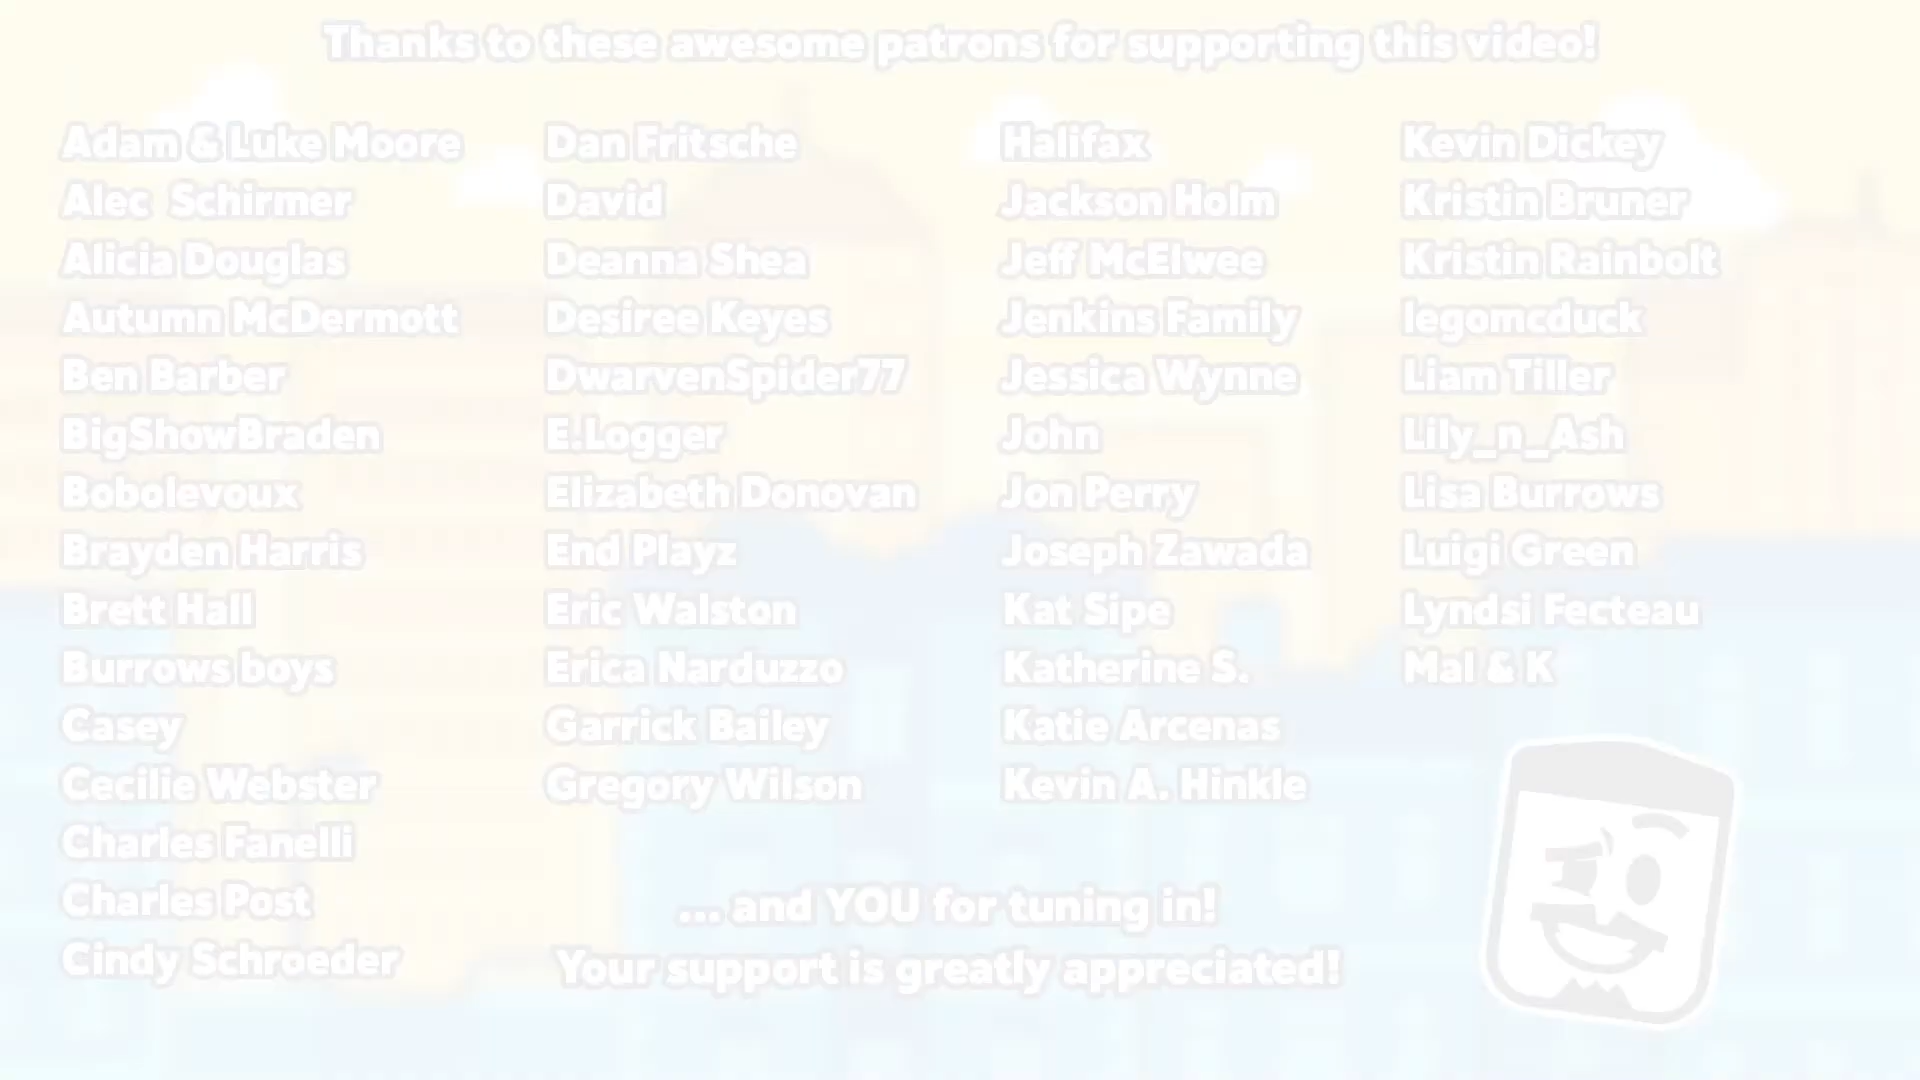 Thanks to these awesome patrons for supporting this video!
Adam & Luke Moore
Alec  Schirmer
Alicia Douglas
Autumn McDermott
Ben Barber
BigShowBraden
Bobolevoux
Brayden Harris
Brett Hall
Burrows boys
Casey
Cecilie Webster
Charles Fanelli
Charles Post
Cindy Schroeder
Dan Fritsche
David
Deanna Shea
Desiree Keyes
DwarvenSpider77
E.Logger
Elizabeth Donovan
End Playz
Eric Walston
Erica Narduzzo
Garrick Bailey
Gregory Wilson
Halifax
Jackson Holm
Jeff McElwee
Jenkins Family
Jessica Wynne
John
Jon Perry
Joseph Zawada
Kat Sipe
Katherine S.
Katie Arcenas
Kevin A. Hinkle
Kevin Dickey
Kristin Bruner
Kristin Rainbolt
legomcduck
Liam Tiller
Lily_n_Ash
Lisa Burrows
Luigi Green
Lyndsi Fecteau
Mal & K
... and YOU for tuning in!
Your support is greatly appreciated!